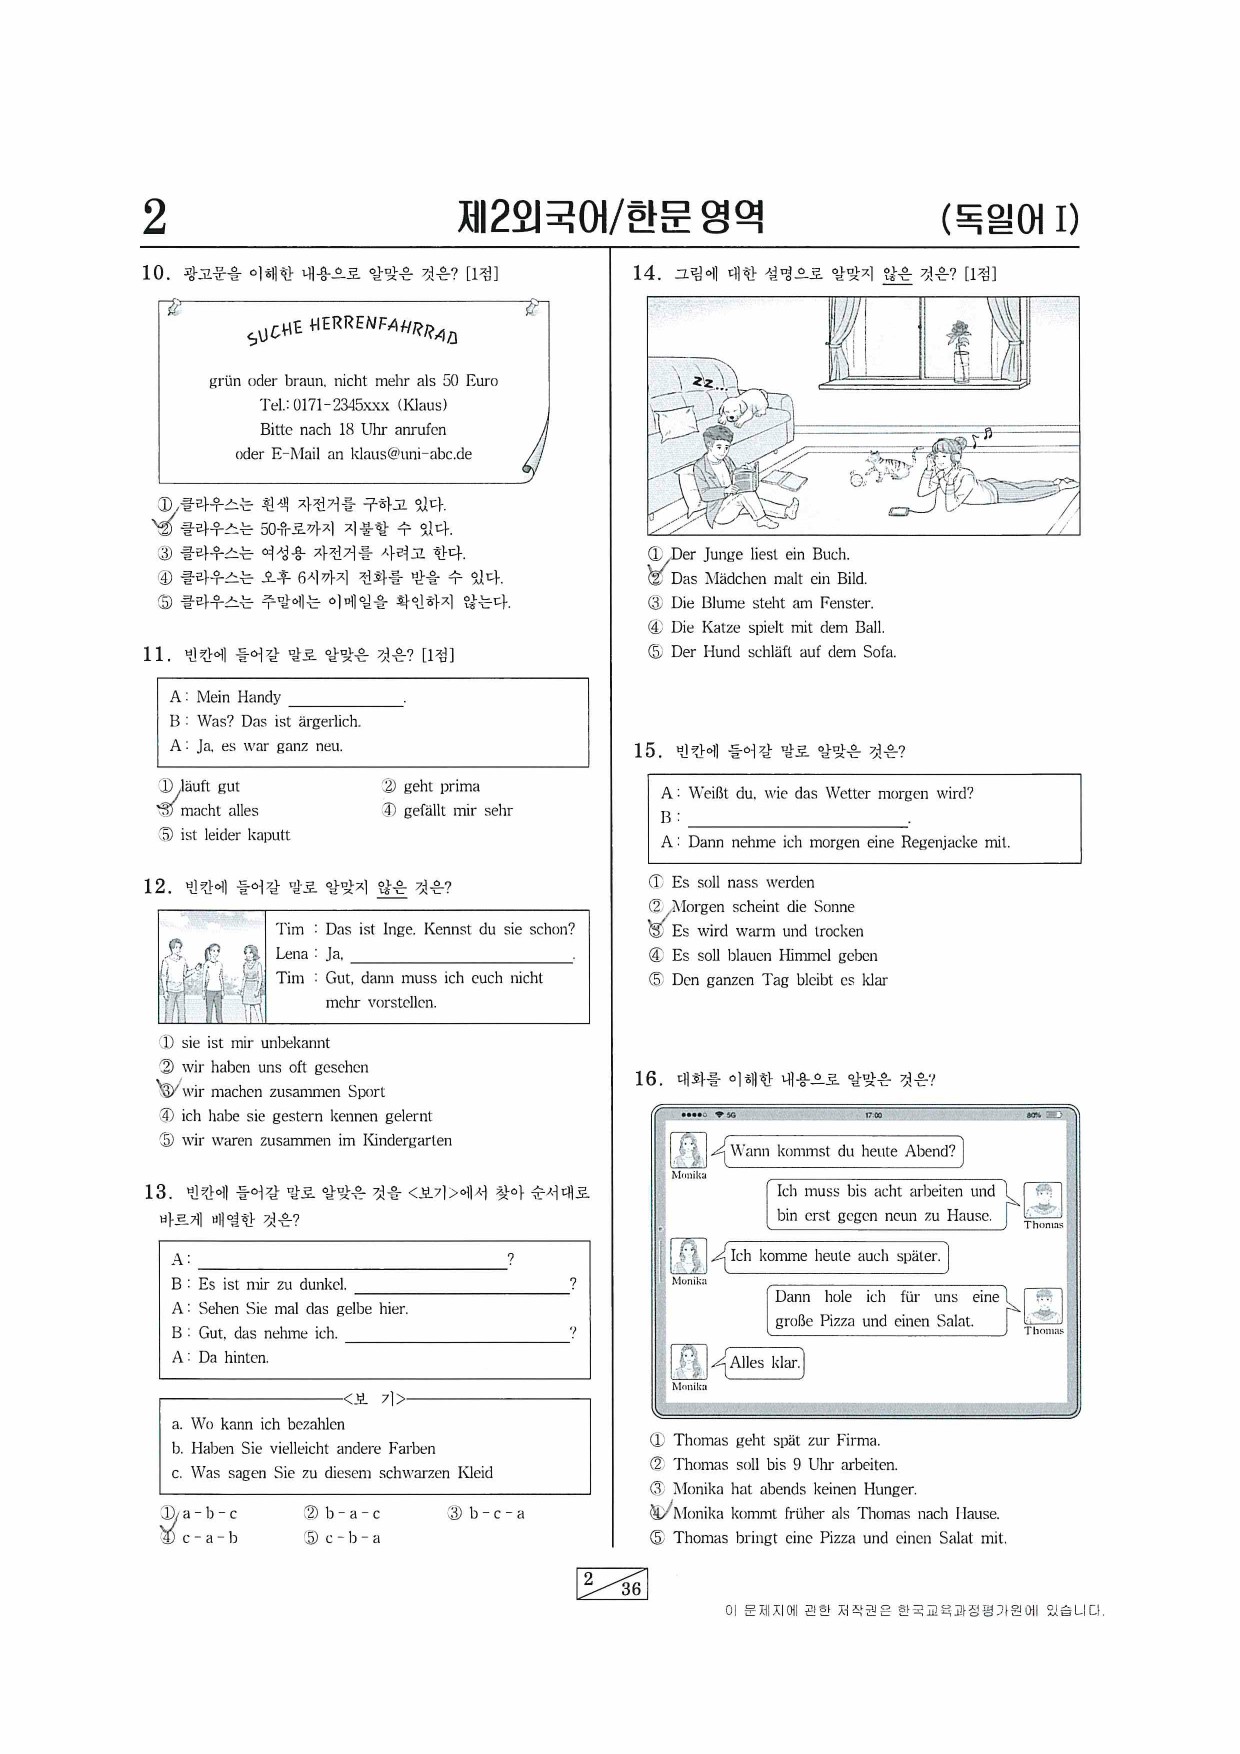 2
제2외국어/한문 영역
(독일어 I)
10. 광고문을 이해한 내용으로 알맞은 것은? [1점]
SUCHE HERRENFAHRRAD
grün oder braun, nicht mehr als 50 Euro
Tel.: 0171-2345xxx (Klaus)
Bitte nach 18 Uhr anrufen
oder E-Mail an klaus@uni-abc.de
① 클라우스는 흰색 자전거를 구하고 있다.
② 클라우스는 50유로까지 지불할 수 있다.
③ 클라우스는 여성용 자전거를 사려고 한다.
④ 클라우스는 오후 6시까지 전화를 받을 수 있다.
⑤ 클라우스는 주말에는 이메일을 확인하지 않는다.
11. 빈칸에 들어갈 말로 알맞은 것은? [1점]
A : Mein Handy ____________.
B : Was? Das ist ärgerlich.
A : Ja, es war ganz neu.
① läuft gut ② geht prima
③ macht alles ④ gefällt mir sehr
⑤ ist leider kaputt
12. 빈칸에 들어갈 말로 알맞지 않은 것은?
Tim : Das ist Inge. Kennst du sie schon?
Lena : Ja, ____________.
Tim : Gut, dann muss ich euch nicht
mehr vorstellen.
① sie ist mir unbekannt
② wir haben uns oft gesehen
③ wir machen zusammen Sport
④ ich habe sie gestern kennen gelernt
⑤ wir waren zusammen im Kindergarten
13. 빈칸에 들어갈 말로 알맞은 것을 <보기>에서 찾아 순서대로
바르게 배열한 것은?
A : ____________?
B : Es ist mir zu dunkel. ____________?
A : Sehen Sie mal das gelbe hier.
B : Gut, das nehme ich. ____________?
A : Da hinten.
<보 기>
a. Wo kann ich bezahlen
b. Haben Sie vielleicht andere Farben
c. Was sagen Sie zu diesem schwarzen Kleid
① a - b - c ② b - a - c ③ b - c - a
④ c - a - b ⑤ c - b - a
14. 그림에 대한 설명으로 알맞지 않은 것은? [1점]
zz...
① Der Junge liest ein Buch.
② Das Mädchen malt ein Bild.
③ Die Blume steht am Fenster.
④ Die Katze spielt mit dem Ball.
⑤ Der Hund schläft auf dem Sofa.
15. 빈칸에 들어갈 말로 알맞은 것은?
A : Weißt du, wie das Wetter morgen wird?
B : ____________.
A : Dann nehme ich morgen eine Regenjacke mit.
① Es soll nass werden
② Morgen scheint die Sonne
③ Es wird warm und trocken
④ Es soll blauen Himmel geben
⑤ Den ganzen Tag bleibt es klar
16. 대화를 이해한 내용으로 알맞은 것은?
5G 17:00 80%
Wann kommst du heute Abend?
Monika
Ich muss bis acht arbeiten und
bin erst gegen neun zu Hause.
Thomas
Ich komme heute auch später.
Monika
Dann hole ich für uns eine
große Pizza und einen Salat.
Thomas
Alles klar.
Monika
① Thomas geht spät zur Firma.
② Thomas soll bis 9 Uhr arbeiten.
③ Monika hat abends keinen Hunger.
④ Monika kommt früher als Thomas nach Hause.
⑤ Thomas bringt eine Pizza und einen Salat mit.
2
36
이 문제지에 관한 저작권은 한국교육과정평가원에 있습니다.